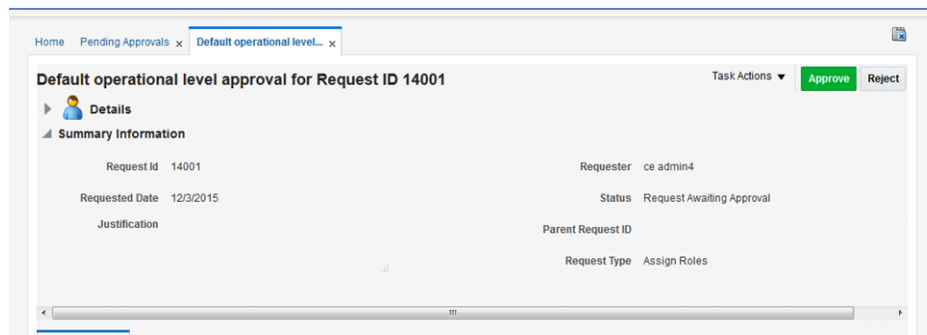 Home Pending Approvals x Default operational level... x
Default operational level approval for Request ID 14001 Task Actions Approve Reject
Details
Summary Information
Request Id 14001 Requester ce admin4
Requested Date 12/3/2015 Status Request Awaiting Approval
Justification Parent Request ID
Request Type Assign Roles